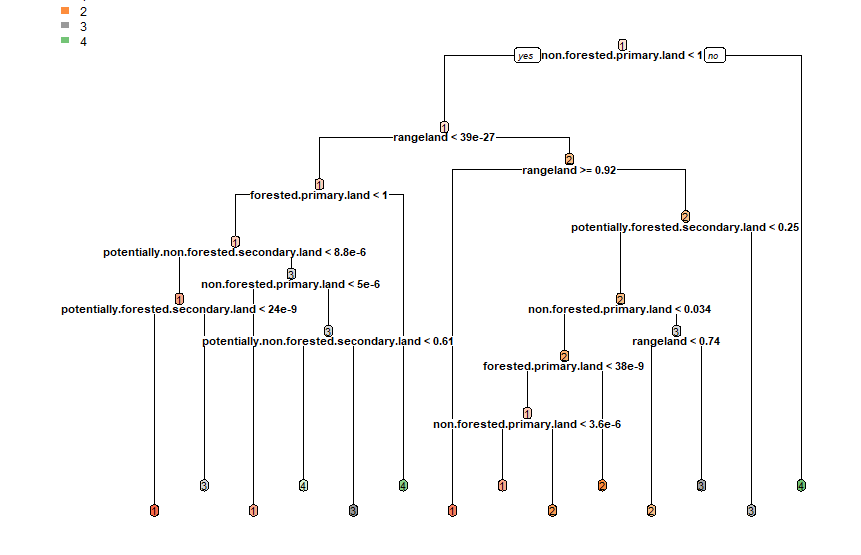 2
3
4
1
yes non.forested.primary.land < 1 no
1
rangeland < 39e-27
2
rangeland >= 0.92
1
forested.primary.land < 1
2
potentially.forested.secondary.land < 0.25
1
potentially.non.forested.secondary.land < 8.8e-6
3
non.forested.primary.land < 5e-6
1 2
potentially.forested.secondary.land < 24e-9 non.forested.primary.land < 0.034
3 3
potentially.non.forested.secondary.land < 0.61 rangeland < 0.74
2
forested.primary.land < 38e-9
1
non.forested.primary.land < 3.6e-6
3 4 4 1 2 3 4
1 1 3 1 2 2 3